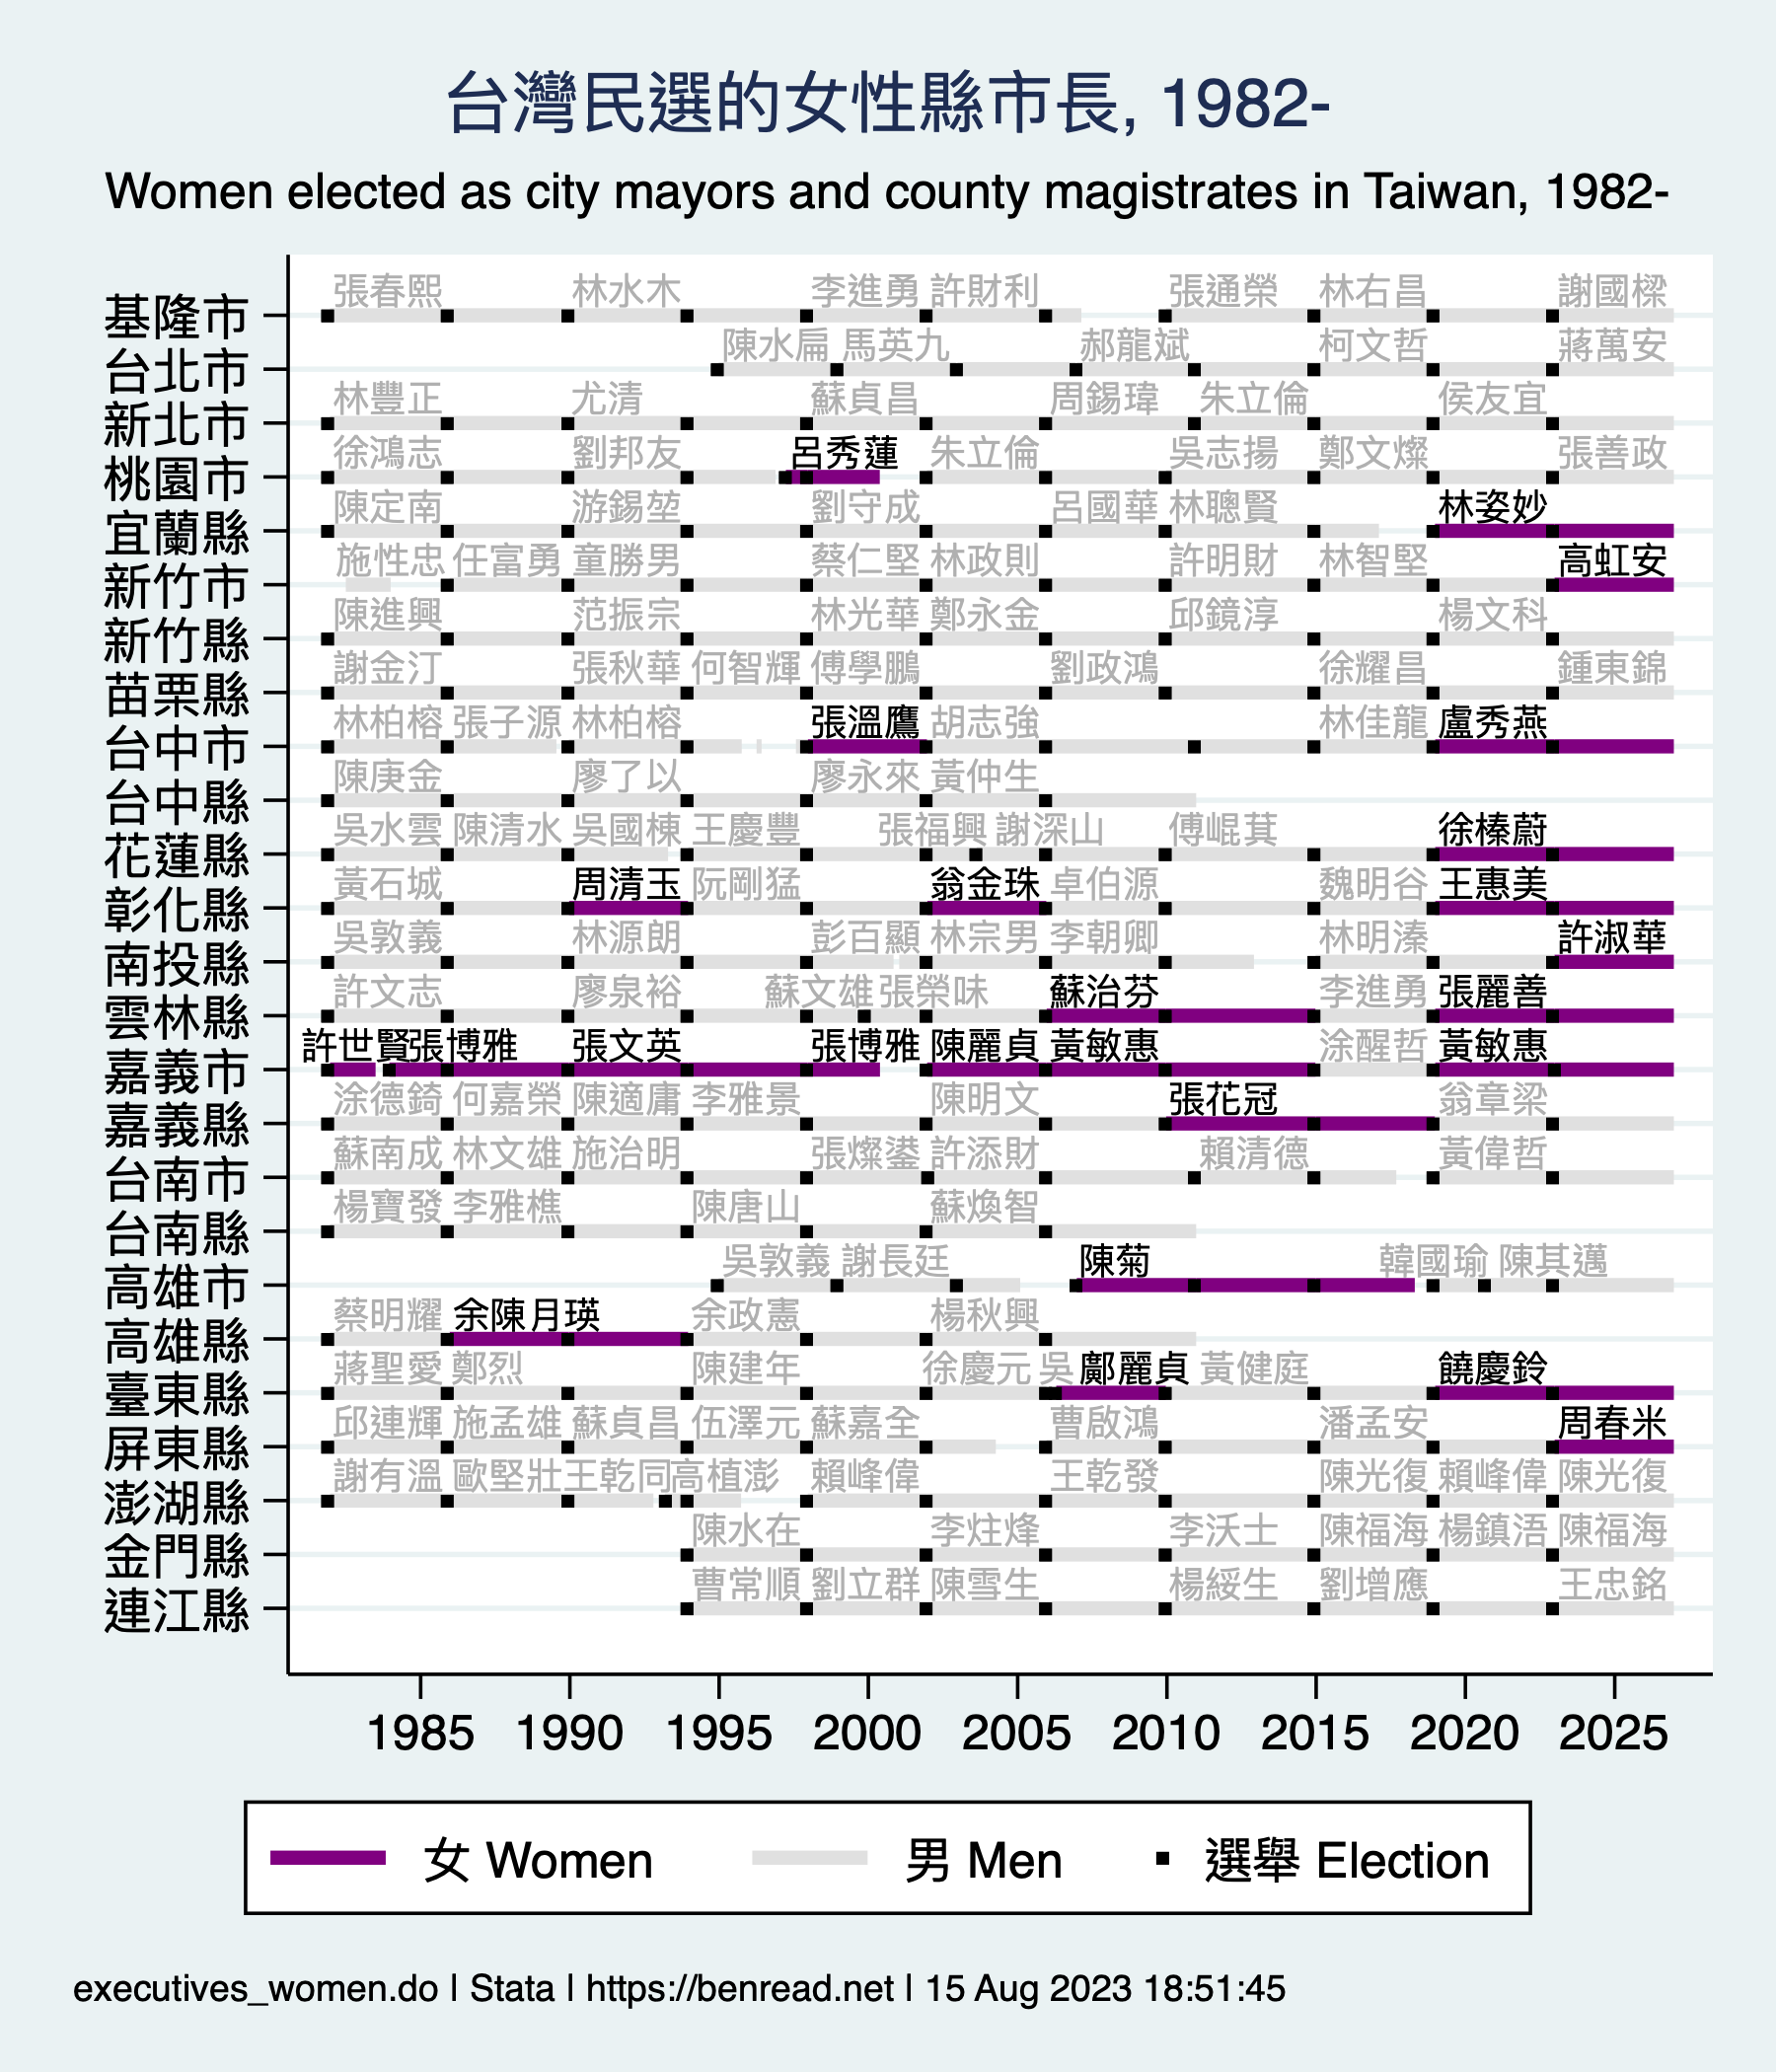 台灣民選的女性縣市長, 1982-
Women elected as city mayors and county magistrates in Taiwan, 1982-
張春熙 林水木 李進勇 許財利 張通榮 林右昌 謝國樑
基隆市
陳水扁 馬英九 郝龍斌 柯文哲 蔣萬安
台北市
林豐正 尤清 蘇貞昌 周錫瑋 朱立倫 侯友宜
新北市
徐鴻志 劉邦友 呂秀蓮 朱立倫 吳志揚 鄭文燦 張善政
桃園市
陳定南 游錫堃 劉守成 呂國華 林聰賢 林姿妙
宜蘭縣
施性忠 任富勇 童勝男 蔡仁堅 林政則 許明財 林智堅 高虹安
新竹市
陳進興 范振宗 林光華 鄭永金 邱鏡淳 楊文科
新竹縣
謝金汀 張秋華 何智輝 傅學鵬 劉政鴻 徐耀昌 鍾東錦
苗栗縣
林柏榕 張子源 林柏榕 張溫鷹 胡志強 林佳龍 盧秀燕
台中市
陳庚金 廖了以 廖永來 黃仲生
台中縣
吳水雲 陳清水 吳國棟 王慶豐 張福興 謝深山 傅崐萁 徐榛蔚
花蓮縣
黃石城 周清玉 阮剛猛 翁金珠 卓伯源 魏明谷 王惠美
彰化縣
吳敦義 林源朗 彭百顯 林宗男 李朝卿 林明溱 許淑華
南投縣
許文志 廖泉裕 蘇文雄 張榮味 蘇治芬 李進勇 張麗善
雲林縣
許世賢 張博雅 張文英 張博雅 陳麗貞 黃敏惠 涂醒哲 黃敏惠
嘉義市
涂德錡 何嘉榮 陳適庸 李雅景 陳明文 張花冠 翁章梁
嘉義縣
蘇南成 林文雄 施治明 張燦鍙 許添財 賴清德 黃偉哲
台南市
楊寶發 李雅樵 陳唐山 蘇煥智
台南縣
吳敦義 謝長廷 陳菊 韓國瑜 陳其邁
高雄市
蔡明耀 余陳月瑛 余政憲 楊秋興
高雄縣
蔣聖愛 鄭烈 陳建年 徐慶元 吳 鄺麗貞 黃健庭 饒慶鈴
臺東縣
邱連輝 施孟雄 蘇貞昌 伍澤元 蘇嘉全 曹啟鴻 潘孟安 周春米
屏東縣
謝有溫 歐堅壯 王乾同 高植澎 賴峰偉 王乾發 陳光復 賴峰偉 陳光復
澎湖縣
陳水在 李炷烽 李沃士 陳福海 楊鎮浯 陳福海
金門縣
曹常順 劉立群 陳雪生 楊綏生 劉增應 王忠銘
連江縣
1985 1990 1995 2000 2005 2010 2015 2020 2025
女 Women 男 Men 選舉 Election
executives_women.do | Stata | https://benread.net | 15 Aug 2023 18:51:45